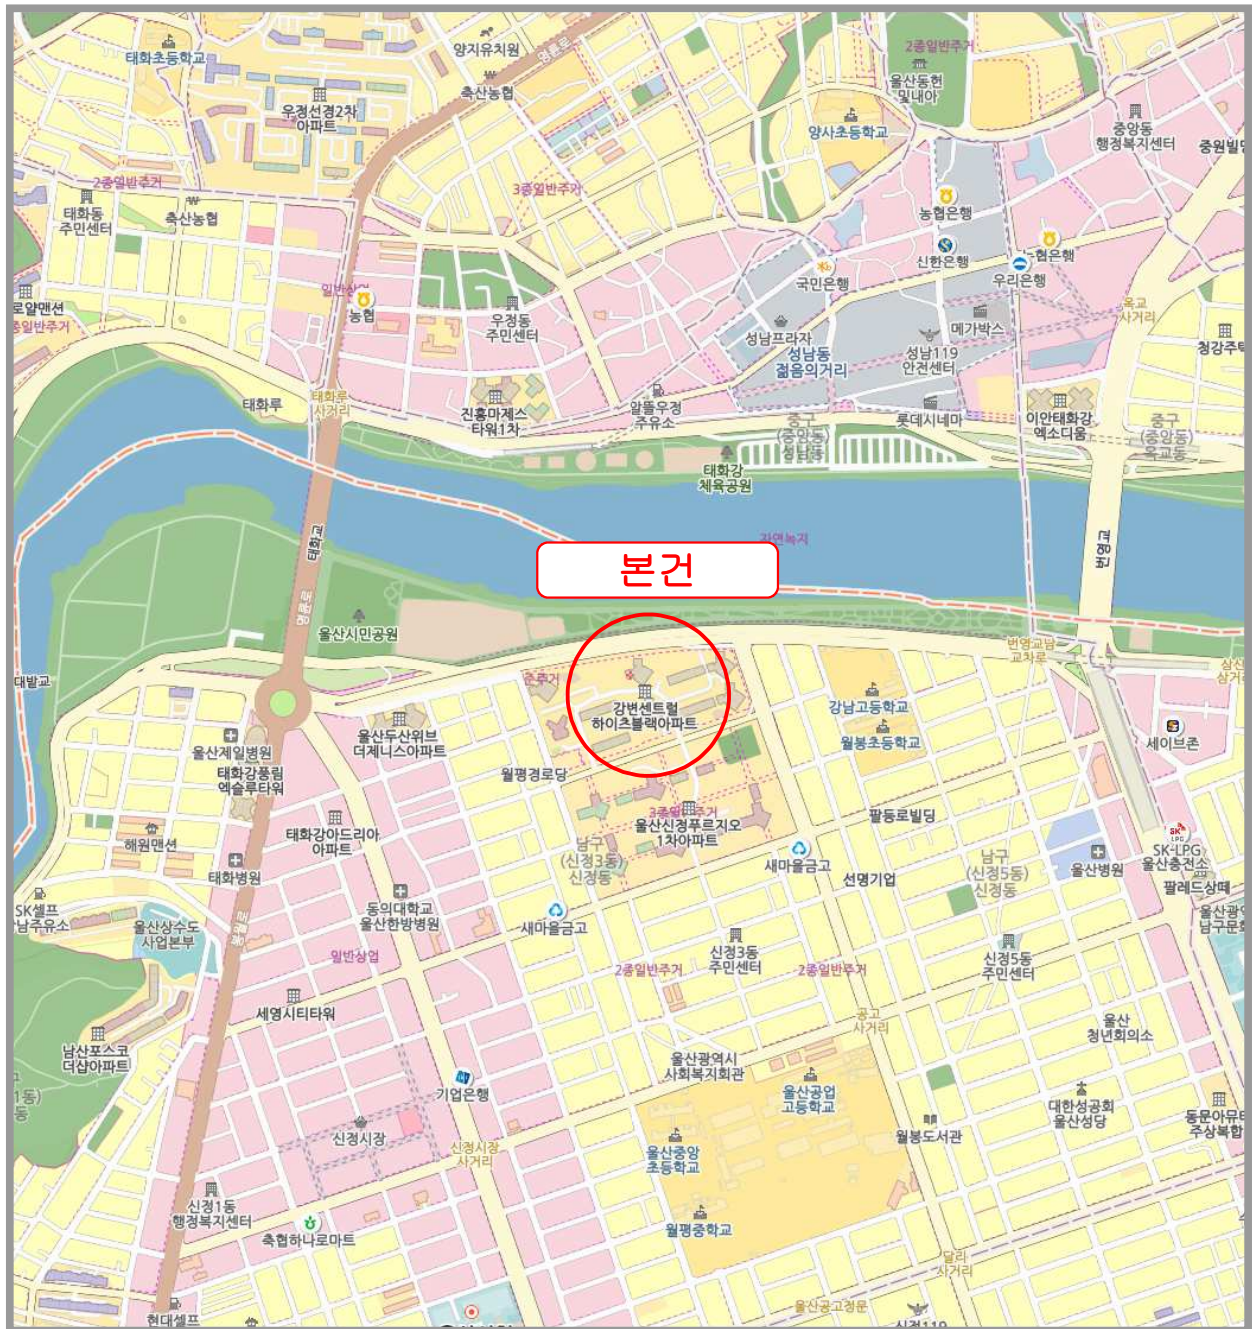 양지유치원
영룡로
2종일반주거
태화초등학교
축산농협
울산동헌
및내아
우정선경2차
아파트
양사초등학교
중앙동
행정복지센터
중원빌딩
2종일반주거
3종일반주거
태화동
주민센터
축산농협
농협은행
신한은행
농협은행
국민은행
우리은행
로얄맨션
일반상업
농협
우정동
주민센터
메가박스
옥교
사거리
성남프라자
성남동
젊음의거리
성남119
안전센터
청강주택
태화루
태화루
사거리
진흥마제스
타워1차
알뜰우정
주유소
중구
(중앙동)
성남동
롯데시네마
이안태화강
엑소디움
중구
(중앙동)
옥교동
태화강
체육공원
자연녹지
태화교
번영교
본건
울산시민공원
번영교남
교차로
대밭교
준주거
강변센트럴
하이츠블랙아파트
강남고등학교
월봉초등학교
세이브존
울산두산위브
더제니스아파트
울산제일병원
태화강풍림
엑슬루타워
월평경로당
3종일반주거
울산신정푸르지오
1차아파트
팔등로빌딩
해원맨션
태화강아드리아
아파트
남구
(신정3동)
신정동
새마을금고
남구
(신정5동)
신정동
SK-LPG
울산충전소
울산병원
태화병원
선명기업
팔레드상떼
SK셀프
동의대학교
울산한방병원
울산상수도
사업본부
봉월로
새마을금고
일반상업
신정3동
주민센터
2종일반주거
2종일반주거
신정5동
주민센터
세영시티타워
공고
사거리
울산
청년회의소
남산포스코
더샵아파트
울산광역시
사회복지회관
기업은행
울산공업
고등학교
대한성공회
울산성당
신정시장
신정시장
사거리
월봉도서관
울산중앙
초등학교
신정1동
행정복지센터
축협하나로마트
월평중학교
달리
사거리
현대셀프
울산공고정문